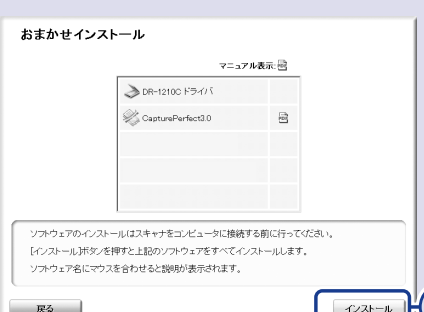 おまかせインストール
マニュアル表示:
DR-1210C ドライバ
CapturePerfect3.0
ソフトウェアのインストールはスキャナをコンピュータに接続する前に行ってください。
[インストール]ボタンを押すと上記のソフトウェアをすべてインストールします。
ソフトウェア名にマウスを合わせると説明が表示されます。
戻る
インストール